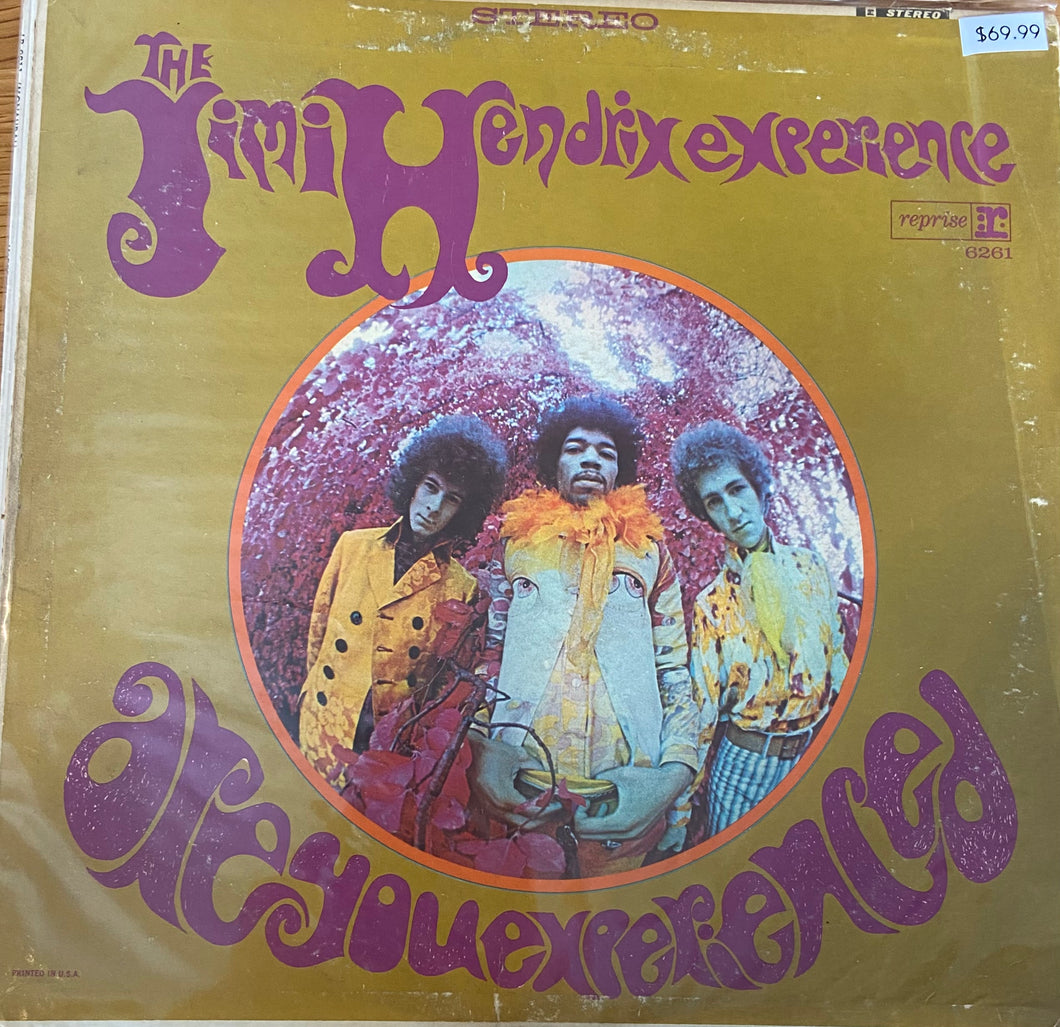 STEREO
STEREO
$69.99
THE
JIMI HENDRIX EXPERIENCE
reprise r
6261
are you experienced
PRINTED IN U.S.A.